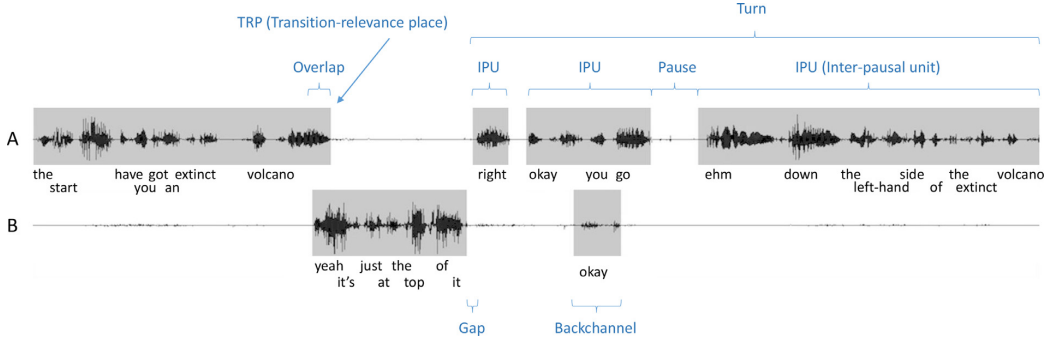 Turn
TRP (Transition-relevance place)
Overlap IPU IPU Pause IPU (Inter-pausal unit)
A
the have got extinct volcano right okay you go ehm down the side the volcano
start you an left-hand of extinct
B
yeah just the of okay
it's at top it
Gap Backchannel